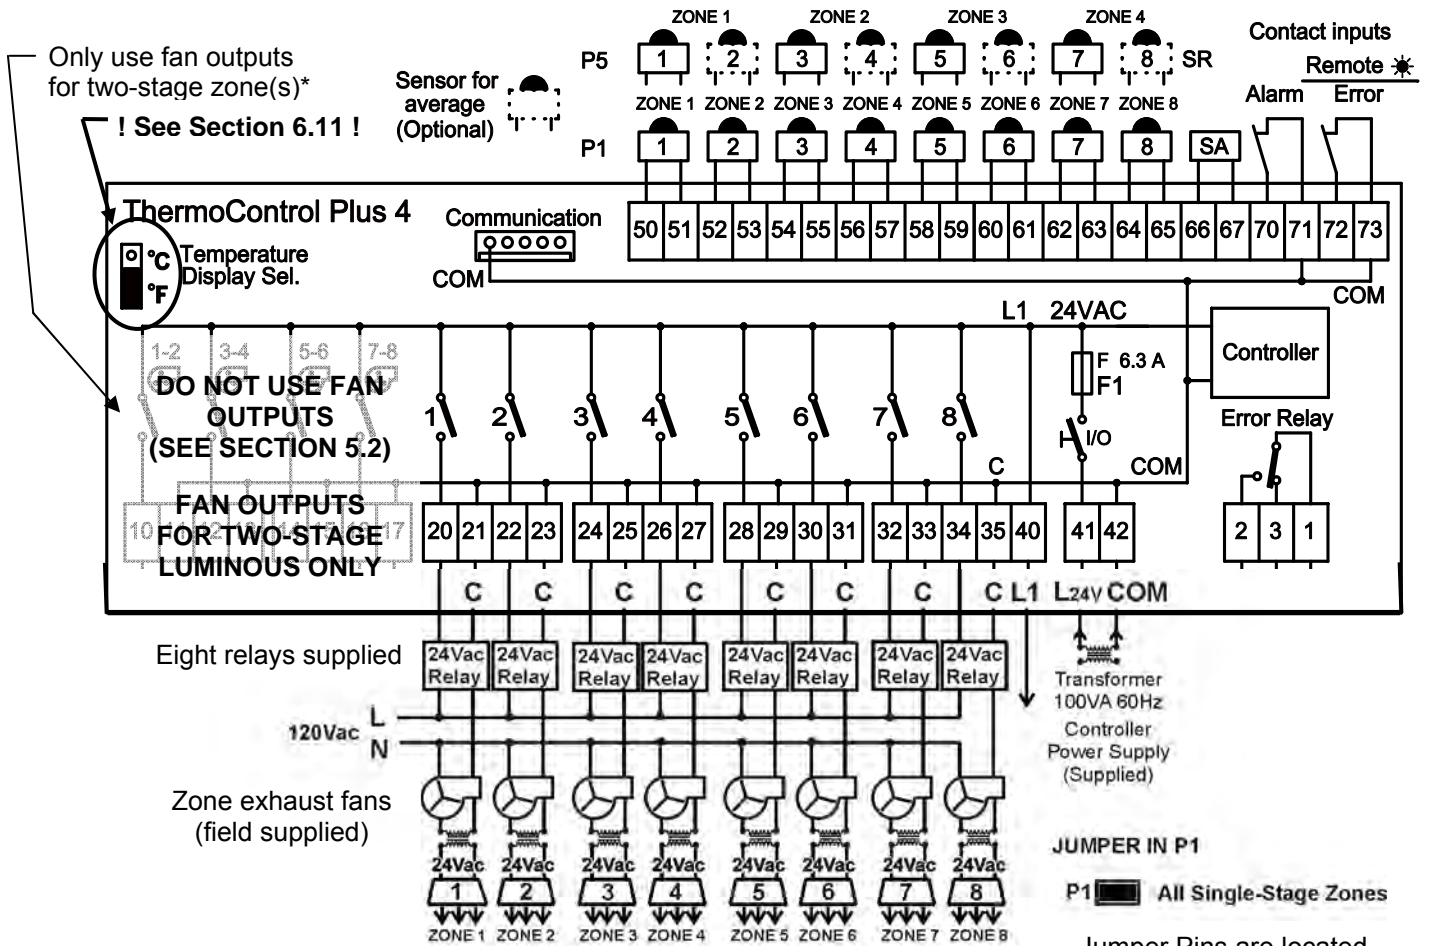 ZONE 1 ZONE 2 ZONE 3 ZONE 4
Only use fan outputs
for two-stage zone(s)*
! See Section 6.11 !
Sensor for
average
(Optional)
P5 1 2 3 4 5 6 7 8 SR
ZONE 1 ZONE 2 ZONE 3 ZONE 4 ZONE 5 ZONE 6 ZONE 7 ZONE 8
P1 1 2 3 4 5 6 7 8 SA
Contact inputs
Remote
Alarm Error
ThermoControl Plus 4
Communication
50 51 52 53 54 55 56 57 58 59 60 61 62 63 64 65 66 67 70 71 72 73
°C Temperature
Display Sel.
°F
COM
COM
L1 24VAC
1-2 3-4 5-6 7-8
F 6.3 A
F1
Controller
DO NOT USE FAN
OUTPUTS
(SEE SECTION 5.2)
1 2 3 4 5 6 7 8
I/O
Error Relay
C
COM
FAN OUTPUTS
FOR TWO-STAGE
LUMINOUS ONLY
10 17
20 21 22 23 24 25 26 27 28 29 30 31 32 33 34 35 40 41 42 2 3 1
C C C C C C C C L1 L24V COM
Eight relays supplied
24Vac 24Vac 24Vac 24Vac 24Vac 24Vac 24Vac 24Vac
Relay Relay Relay Relay Relay Relay Relay Relay
Transformer
100VA 60Hz
Controller
Power Supply
(Supplied)
120Vac L
N
Zone exhaust fans
(field supplied)
24Vac 24Vac 24Vac 24Vac 24Vac 24Vac 24Vac 24Vac
1 2 3 4 5 6 7 8
ZONE 1 ZONE 2 ZONE 3 ZONE 4 ZONE 5 ZONE 6 ZONE 7 ZONE 8
JUMPER IN P1
P1 All Single-Stage Zones
Jumper Pins are located